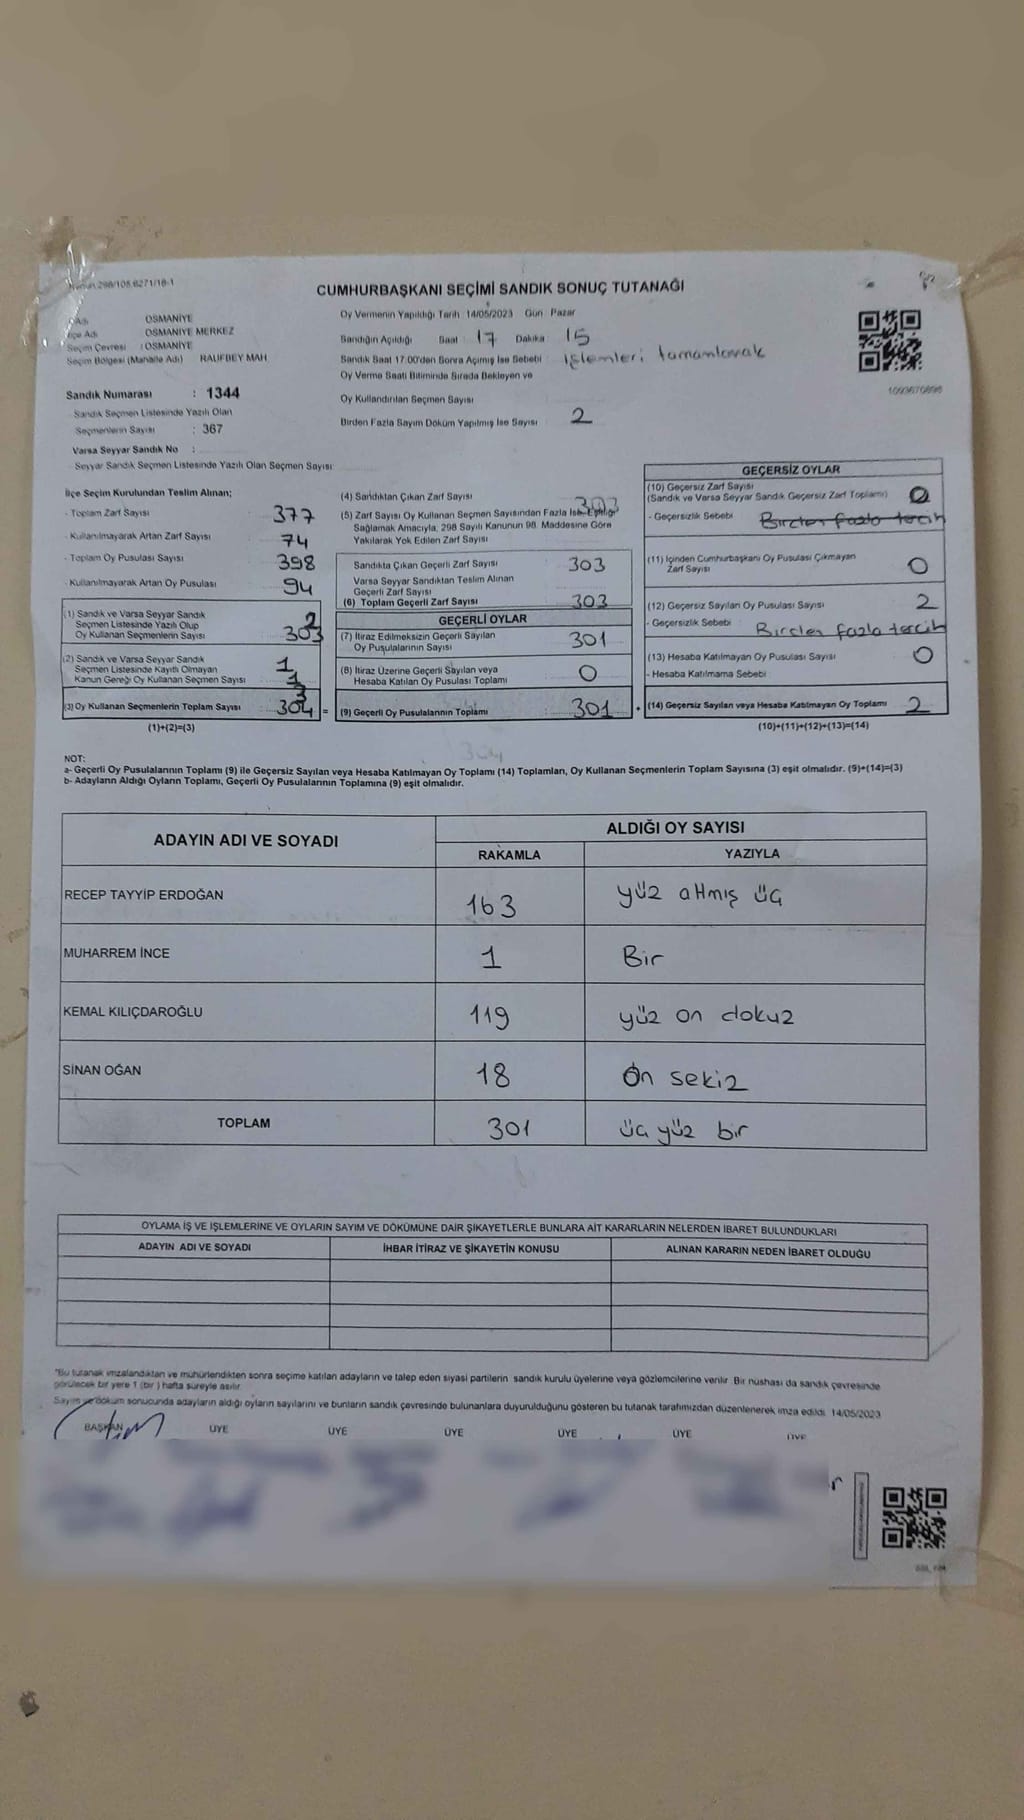 298/105,6271/18-1
CUMHURBAŞKANI SEÇİMİ SANDIK SONUÇ TUTANAĞI
OSMANİYE
İlçe Adı OSMANİYE MERKEZ
Seçim Çevresi : OSMANİYE
Seçim Bölgesi (Mahalle Adı) RAUFBEY MAH
Sandık Numarası : 1344
Sandık Seçmen Listesinde Yazılı Olan
Seçmenlerin Sayısı : 367
Varsa Seyyar Sandık No :
Seyyar Sandık Seçmen Listesinde Yazılı Olan Seçmen Sayısı
Oy Vermenin Yapıldığı Tarih 14/05/2023 Gün Pazar
Sandığın Açıldığı Saat : 17 Dakika : 15
Sandık Saat 17:00'den Sonra Açılmış İse Sebebi İşlemleri tamamlamak
Oy Verme Saati Bitiminde Sırada Bekleyen ve
Oy Kullandırılan Seçmen Sayısı
Birden Fazla Sayım Döküm Yapılmış İse Sayısı 2
1093670898
İlçe Seçim Kurulundan Teslim Alınan;
- Toplam Zarf Sayısı 377
- Kullanılmayarak Artan Zarf Sayısı 74
- Toplam Oy Pusulası Sayısı 398
- Kullanılmayarak Artan Oy Pusulası 94
(1) Sandık ve Varsa Seyyar Sandık
Seçmen Listesinde Yazılı Olup
Oy Kullanan Seçmenlerin Sayısı 303 2
(2) Sandık ve Varsa Seyyar Sandık
Seçmen Listesinde Kayıtlı Olmayan
Kanun Gereği Oy Kullanan Seçmen Sayısı 1 1
(3) Oy Kullanan Seçmenlerin Toplam Sayısı 304 3 =
(1)+(2)=(3)
(4) Sandıktan Çıkan Zarf Sayısı 303
(5) Zarf Sayısı Oy Kullanan Seçmen Sayısından Fazla İse, Eşitliği
Sağlamak Amacıyla, 298 Sayılı Kanunun 98. Maddesine Göre
Yakılarak Yok Edilen Zarf Sayısı
Sandıkta Çıkan Geçerli Zarf Sayısı 303
Varsa Seyyar Sandıktan Teslim Alınan
Geçerli Zarf Sayısı
(6) Toplam Geçerli Zarf Sayısı 303
GEÇERLİ OYLAR
(7) İtiraz Edilmeksizin Geçerli Sayılan
Oy Pusulalarının Sayısı 301
(8) İtiraz Üzerine Geçerli Sayılan veya
Hesaba Katılan Oy Pusulası Toplamı 0
(9) Geçerli Oy Pusulalarının Toplamı 301 +
GEÇERSİZ OYLAR
(10) Geçersiz Zarf Sayısı
(Sandık ve Varsa Seyyar Sandık Geçersiz Zarf Toplamı) 0
- Geçersizlik Sebebi Birden fazla tercih
(11) İçinden Cumhurbaşkanı Oy Pusulası Çıkmayan
Zarf Sayısı 0
(12) Geçersiz Sayılan Oy Pusulası Sayısı 2
- Geçersizlik Sebebi Birden fazla tercih
(13) Hesaba Katılmayan Oy Pusulası Sayısı 0
- Hesaba Katılmama Sebebi
(14) Geçersiz Sayılan veya Hesaba Katılmayan Oy Toplamı 2
(10)+(11)+(12)+(13)=(14)
NOT:
a- Geçerli Oy Pusulalarının Toplamı (9) ile Geçersiz Sayılan veya Hesaba Katılmayan Oy Toplamı (14) Toplamları, Oy Kullanan Seçmenlerin Toplam Sayısına (3) eşit olmalıdır. (9)+(14)=(3)
b- Adayların Aldığı Oyların Toplamı, Geçerli Oy Pusulalarının Toplamına (9) eşit olmalıdır.
ADAYIN ADI VE SOYADI
ALDIĞI OY SAYISI
RAKAMLA YAZIYLA
RECEP TAYYİP ERDOĞAN 163 yüz atmış üç
MUHARREM İNCE 1 Bir
KEMAL KILIÇDAROĞLU 119 yüz on dokuz
SİNAN OĞAN 18 On sekiz
TOPLAM 301 üç yüz bir
OYLAMA İŞ VE İŞLEMLERİNE VE OYLARIN SAYIM VE DÖKÜMÜNE DAİR ŞİKAYETLERLE BUNLARA AİT KARARLARIN NELERDEN İBARET BULUNDUKLARI
ADAYIN ADI VE SOYADI İHBAR İTİRAZ VE ŞİKAYETİN KONUSU ALINAN KARARIN NEDEN İBARET OLDUĞU
"Bu tutanak imzalandıktan ve mühürlendikten sonra seçime katılan adayların ve talep eden siyasi partilerin sandık kurulu üyelerine veya gözlemcilerine verilir. Bir nüshası da sandık çevresinde
görülecek bir yere 1 (bir) hafta süreyle asılır.
Sayım ve döküm sonucunda adayların aldığı oyların sayılarını ve bunların sandık çevresinde bulunanlara duyurulduğunu gösteren bu tutanak tarafımızdan düzenlenerek imza edildi. 14/05/2023
BAŞKAN ÜYE ÜYE ÜYE ÜYE ÜYE ÜYE